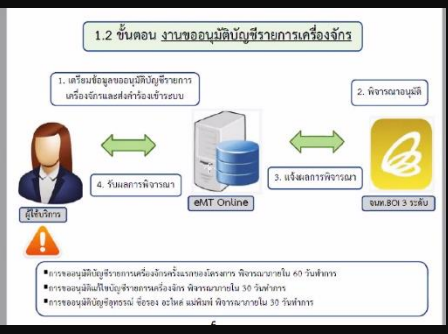 1.2 ขั้นตอน งานขออนุมัติบัญชีรายการเครื่องจักร
1. เตรียมข้อมูลขออนุมัติบัญชีรายการ
เครื่องจักรและส่งคำร้องเข้าระบบ
2. พิจารณาอนุมัติ
4. รับผลการพิจารณา
3. แจ้งผลการพิจารณา
ผู้ใช้บริการ
eMT Online
จนท.BOI 3 ระดับ
▪การขออนุมัติบัญชีรายการเครื่องจักรครั้งแรกของโครงการ พิจารณาภายใน 60 วันทำการ
▪การขออนุมัติแก้ไขบัญชีรายการเครื่องจักร พิจารณาภายใน 30 วันทำการ
▪การขออนุมัติบัญชีอุทธรณ์ ชื่อรอง อะไหล่ แม่พิมพ์ พิจารณาภายใน 30 วันทำการ